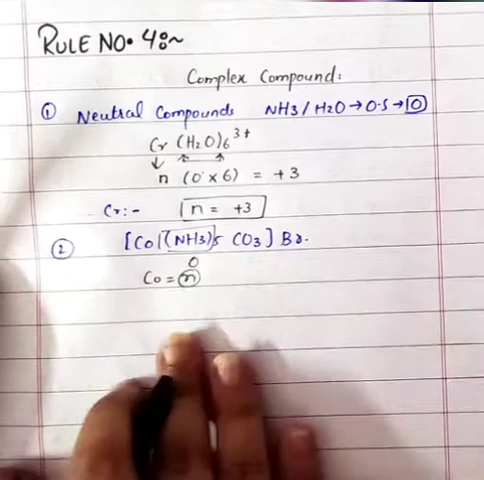 RULE NO. 4:~
Complex Compound:
① Neutral Compounds NH3/H2O → O.S → 0
Cr (H2O)6 3+
n (0 × 6) = +3
Cr:- n = +3
② [Co(NH3)5 CO3] Br.
0
Co = n